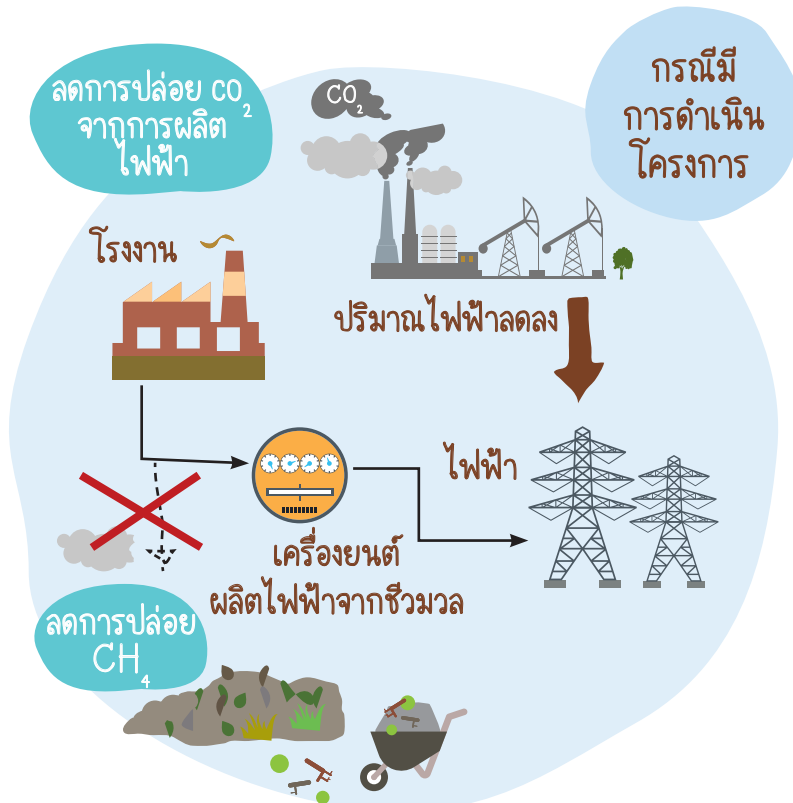 กรณีมี
การดำเนิน
โครงการ
ลดการปล่อย CO2
จากการผลิต
ไฟฟ้า
CO2
โรงงาน
ปริมาณไฟฟ้าลดลง
ไฟฟ้า
เครื่องยนต์
ผลิตไฟฟ้าจากชีวมวล
ลดการปล่อย
CH4